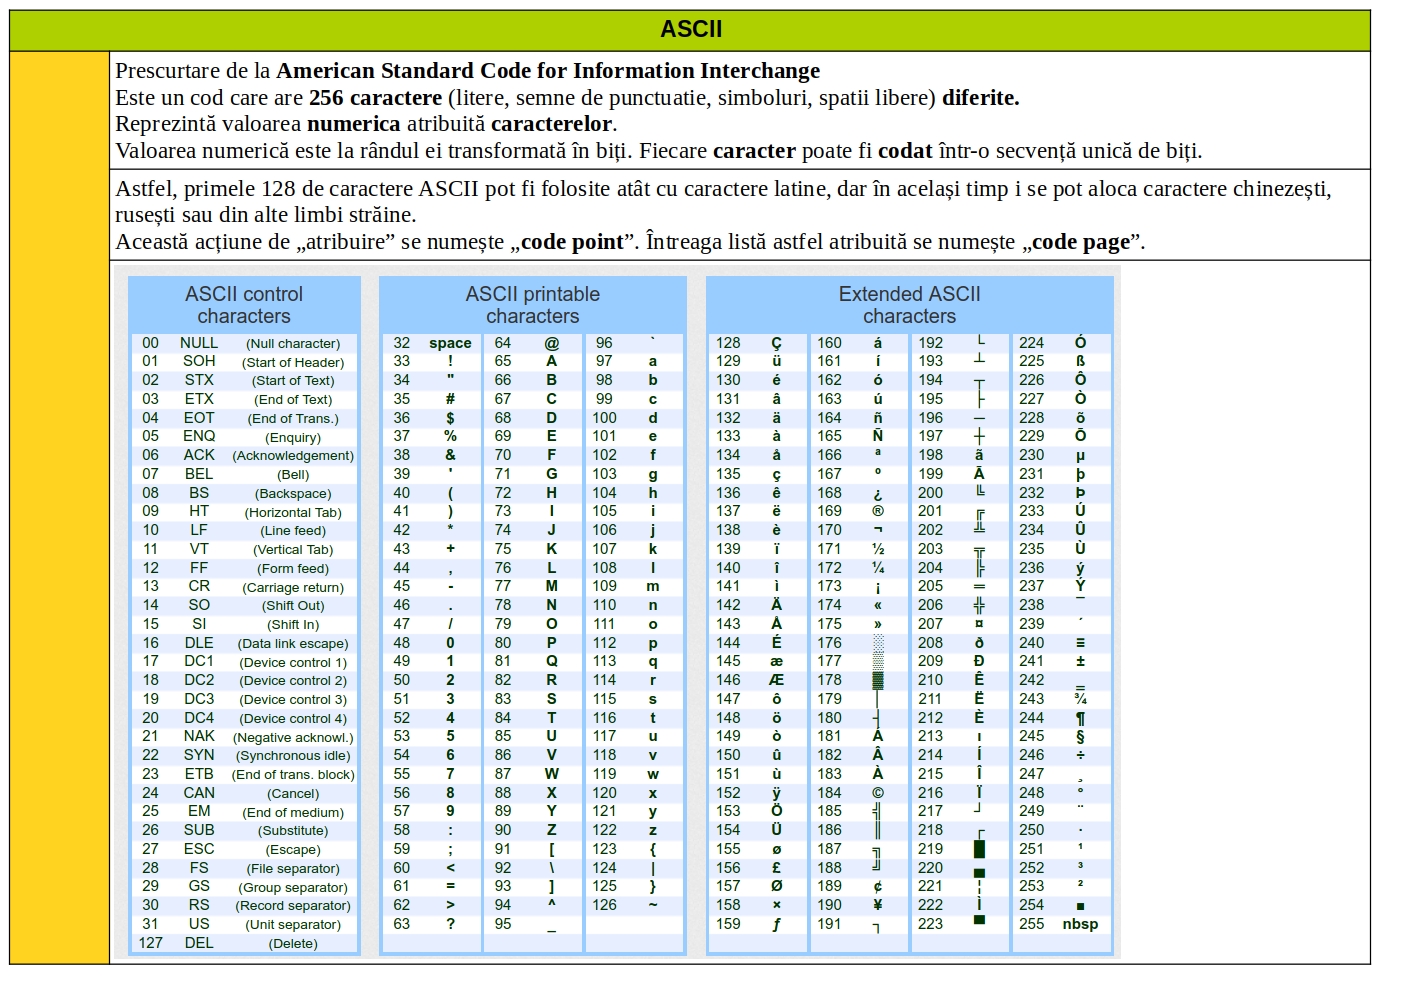 ASCII
Prescurtare de la American Standard Code for Information Interchange
Este un cod care are 256 caractere (litere, semne de punctuatie, simboluri, spatii libere) diferite.
Reprezintă valoarea numerica atribuită caracterelor.
Valoarea numerică este la rândul ei transformată în biți. Fiecare caracter poate fi codat într-o secvență unică de biți.
Astfel, primele 128 de caractere ASCII pot fi folosite atât cu caractere latine, dar în același timp i se pot aloca caractere chinezești,
rusești sau din alte limbi străine.
Această acțiune de „atribuire” se numește „code point”. Întreaga listă astfel atribuită se numește „code page”.
ASCII control
characters
00 NULL (Null character)
01 SOH (Start of Header)
02 STX (Start of Text)
03 ETX (End of Text)
04 EOT (End of Trans.)
05 ENQ (Enquiry)
06 ACK (Acknowledgement)
07 BEL (Bell)
08 BS (Backspace)
09 HT (Horizontal Tab)
10 LF (Line feed)
11 VT (Vertical Tab)
12 FF (Form feed)
13 CR (Carriage return)
14 SO (Shift Out)
15 SI (Shift In)
16 DLE (Data link escape)
17 DC1 (Device control 1)
18 DC2 (Device control 2)
19 DC3 (Device control 3)
20 DC4 (Device control 4)
21 NAK (Negative acknowl.)
22 SYN (Synchronous idle)
23 ETB (End of trans. block)
24 CAN (Cancel)
25 EM (End of medium)
26 SUB (Substitute)
27 ESC (Escape)
28 FS (File separator)
29 GS (Group separator)
30 RS (Record separator)
31 US (Unit separator)
127 DEL (Delete)
ASCII printable
characters
32 space 64 @ 96 `
33 ! 65 A 97 a
34 " 66 B 98 b
35 # 67 C 99 c
36 $ 68 D 100 d
37 % 69 E 101 e
38 & 70 F 102 f
39 ' 71 G 103 g
40 ( 72 H 104 h
41 ) 73 I 105 i
42 * 74 J 106 j
43 + 75 K 107 k
44 , 76 L 108 l
45 - 77 M 109 m
46 . 78 N 110 n
47 / 79 O 111 o
48 0 80 P 112 p
49 1 81 Q 113 q
50 2 82 R 114 r
51 3 83 S 115 s
52 4 84 T 116 t
53 5 85 U 117 u
54 6 86 V 118 v
55 7 87 W 119 w
56 8 88 X 120 x
57 9 89 Y 121 y
58 : 90 Z 122 z
59 ; 91 [ 123 {
60 < 92 \ 124 |
61 = 93 ] 125 }
62 > 94 ^ 126 ~
63 ? 95 _
Extended ASCII
characters
128 Ç 160 á 192 └ 224 Ó
129 ü 161 í 193 ┴ 225 ß
130 é 162 ó 194 ┬ 226 Ô
131 â 163 ú 195 ├ 227 Ò
132 ä 164 ñ 196 ─ 228 õ
133 à 165 Ñ 197 ┼ 229 Õ
134 å 166 ª 198 ã 230 µ
135 ç 167 º 199 Ã 231 þ
136 ê 168 ¿ 200 ╚ 232 Þ
137 ë 169 ® 201 ╔ 233 Ú
138 è 170 ¬ 202 ╩ 234 Û
139 ï 171 ½ 203 ╦ 235 Ù
140 î 172 ¼ 204 ╠ 236 ý
141 ì 173 ¡ 205 ═ 237 Ý
142 Ä 174 « 206 ╬ 238 ¯
143 Å 175 » 207 ¤ 239 ´
144 É 176 ░ 208 ð 240 ≡
145 æ 177 ▒ 209 Ð 241 ±
146 Æ 178 ▓ 210 Ê 242 ‗
147 ô 179 │ 211 Ë 243 ¾
148 ö 180 ┤ 212 È 244 ¶
149 ò 181 Á 213 ı 245 §
150 û 182 Â 214 Í 246 ÷
151 ù 183 À 215 Î 247 ¸
152 ÿ 184 © 216 Ï 248 °
153 Ö 185 ╣ 217 ┘ 249 ¨
154 Ü 186 ║ 218 ┌ 250 ·
155 ø 187 ╗ 219 █ 251 ¹
156 £ 188 ╝ 220 ▄ 252 ³
157 Ø 189 ¢ 221 ¦ 253 ²
158 × 190 ¥ 222 Ì 254 ■
159 ƒ 191 ┐ 223 ▀ 255 nbsp